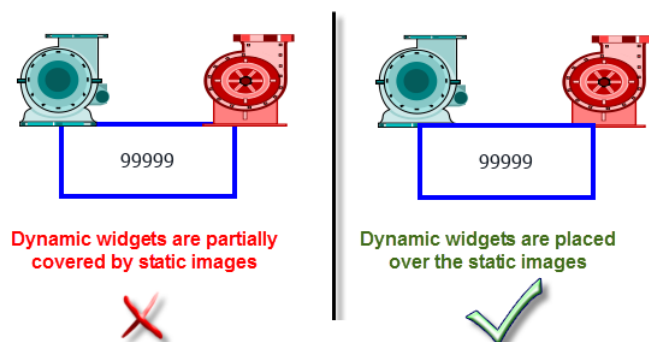 99999
Dynamic widgets are partially
covered by static images
99999
Dynamic widgets are placed
over the static images